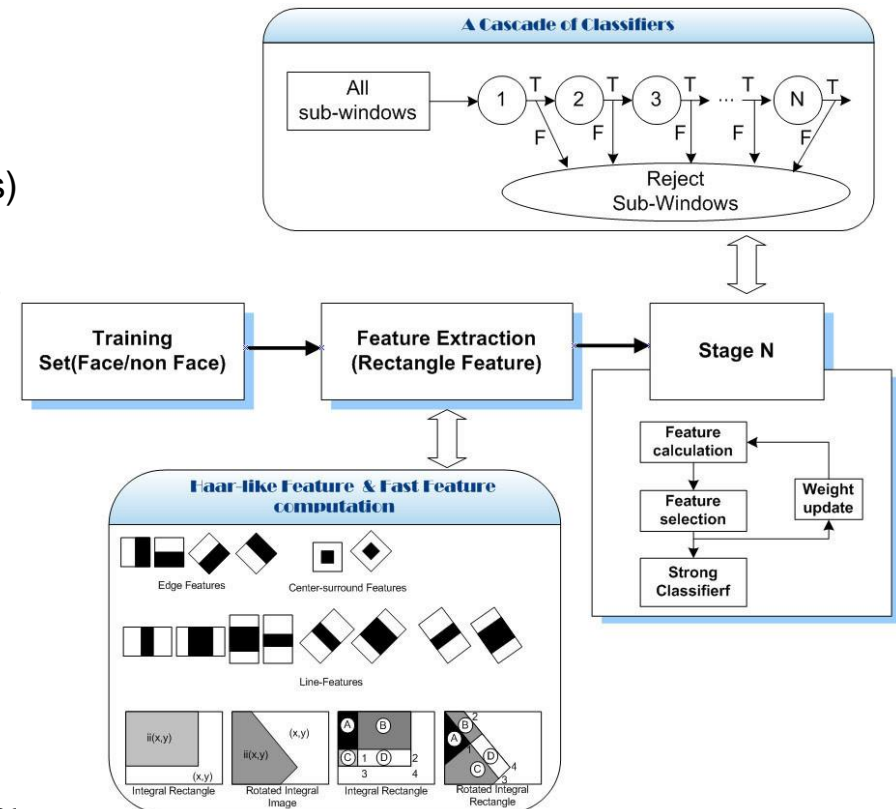 A Cascade of Classifiers
All
sub-windows
1 T 2 T 3 T ... T N T
F F F F F
Reject
Sub-Windows
s)
Training
Set(Face/non Face)
Feature Extraction
(Rectangle Feature)
Stage N
Feature
calculation
Feature
selection
Weight
update
Strong
Classifierf
Haar-like Feature & Fast Feature
computation
Edge Features
Center-surround Features
Line-Features
ii(x,y)
(x,y)
Integral Rectangle
ii(x,y)
(x,y)
Rotated Integral
Image
A B
C 1 D 2
3 4
Integral Rectangle
2
B
A
1 D
C 4
3
Rotated Integral
Rectangle